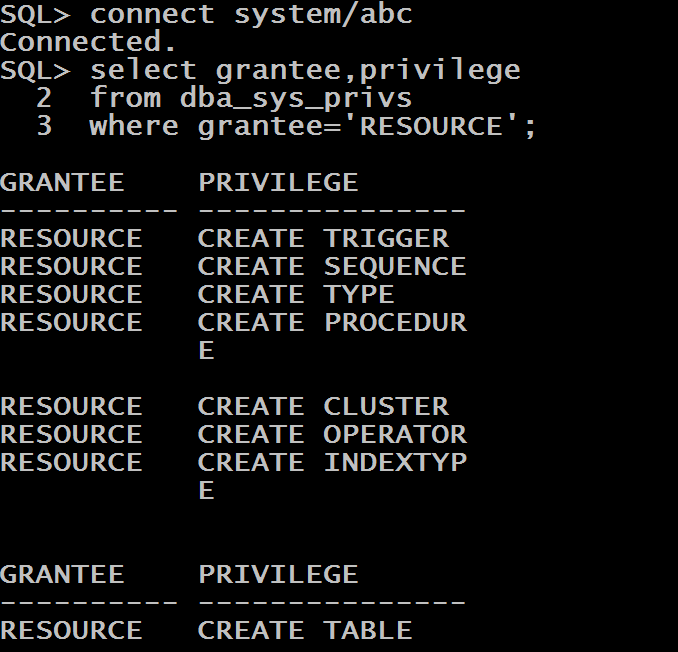 SQL> connect system/abc
Connected.
SQL> select grantee,privilege
  2  from dba_sys_privs
  3  where grantee='RESOURCE';
GRANTEE    PRIVILEGE
---------- ---------------
RESOURCE   CREATE TRIGGER
RESOURCE   CREATE SEQUENCE
RESOURCE   CREATE TYPE
RESOURCE   CREATE PROCEDUR
           E
RESOURCE   CREATE CLUSTER
RESOURCE   CREATE OPERATOR
RESOURCE   CREATE INDEXTYP
           E
GRANTEE    PRIVILEGE
---------- ---------------
RESOURCE   CREATE TABLE